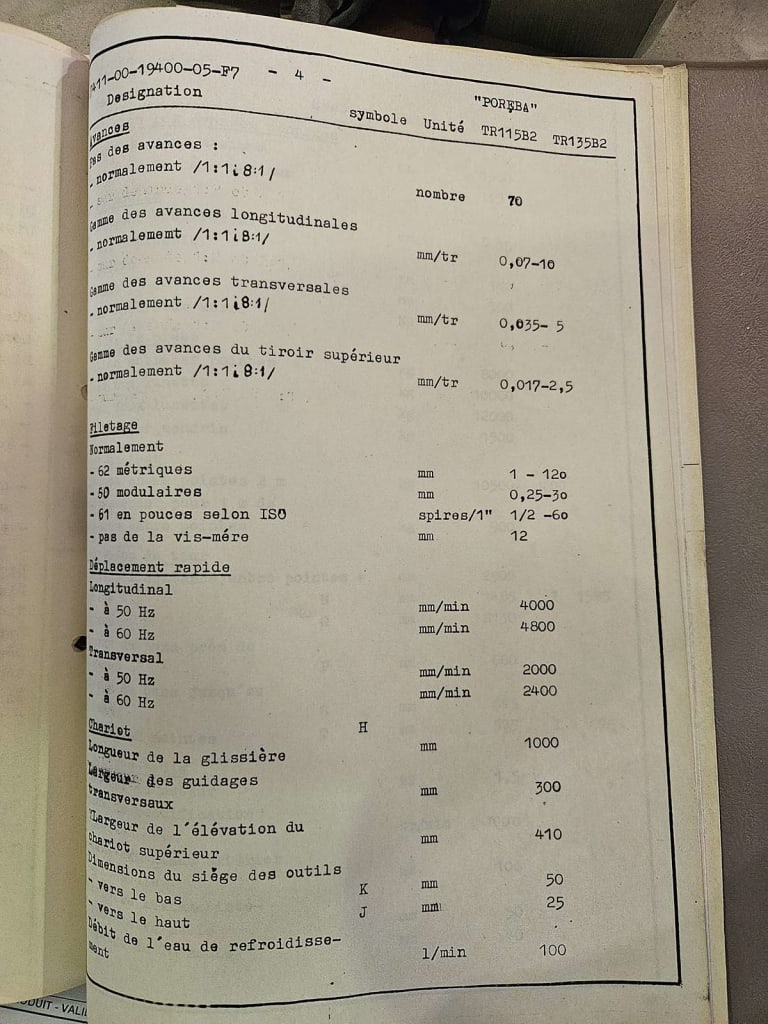 411-00-19400-05-F7 - 4 -
Designation symbole Unité "PORĘBA" TR115B2 TR135B2
Avances
Pas des avances :
- normalement /1:1i8:1/ nombre 70
Gamme des avances longitudinales
- normalememt /1:1i8:1/ mm/tr 0,07-10
Gamme des avances transversales
- normalement /1:1i8:1/ mm/tr 0,035- 5
Gamme des avances du tiroir supérieur
- normalement /1:1i8:1/ mm/tr 0,017-2,5
Filetage
Normalement
- 62 métriques mm 1 - 120
- 50 modulaires mm 0,25-30
- 61 en pouces selon ISO spires/1" 1/2 -60
- pas de la vis-mére mm 12
Déplacement rapide
Longitudinal
- à 50 Hz mm/min 4000
- à 60 Hz mm/min 4800
Transversal
- à 50 Hz mm/min 2000
- à 60 Hz mm/min 2400
Chariot H
Longueur de la glissière mm 1000
Largeur des guidages
transversaux mm 300
Largeur de l'élévation du
chariot supérieur mm 410
Dimensions du siège des outils
- vers le bas K mm 50
- vers le haut J mm 25
Débit de l'eau de refroidisse-
ment l/min 100